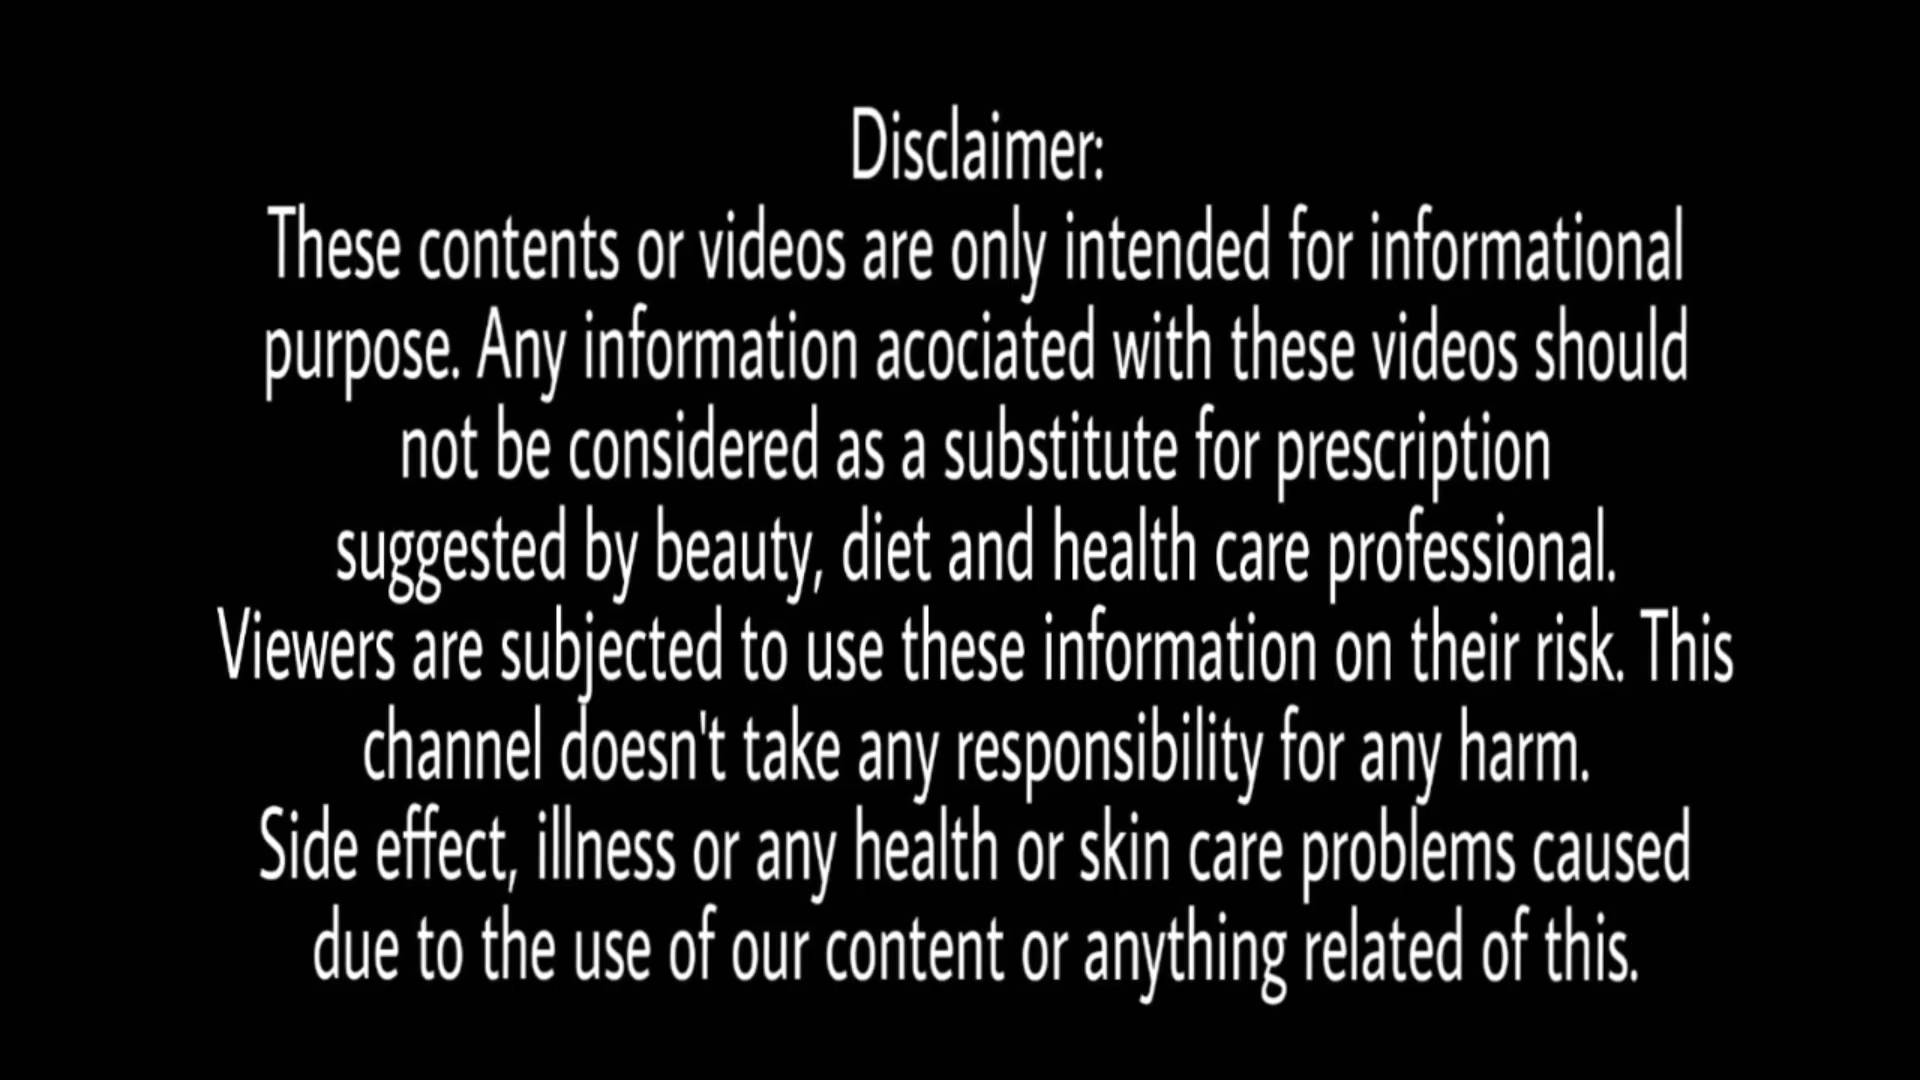 Disclaimer:
These contents or videos are only intended for informational
purpose. Any information acociated with these videos should
not be considered as a substitute for prescription
suggested by beauty, diet and health care professional.
Viewers are subjected to use these information on their risk. This
channel doesn't take any responsibility for any harm.
Side effect, illness or any health or skin care problems caused
due to the use of our content or anything related of this.